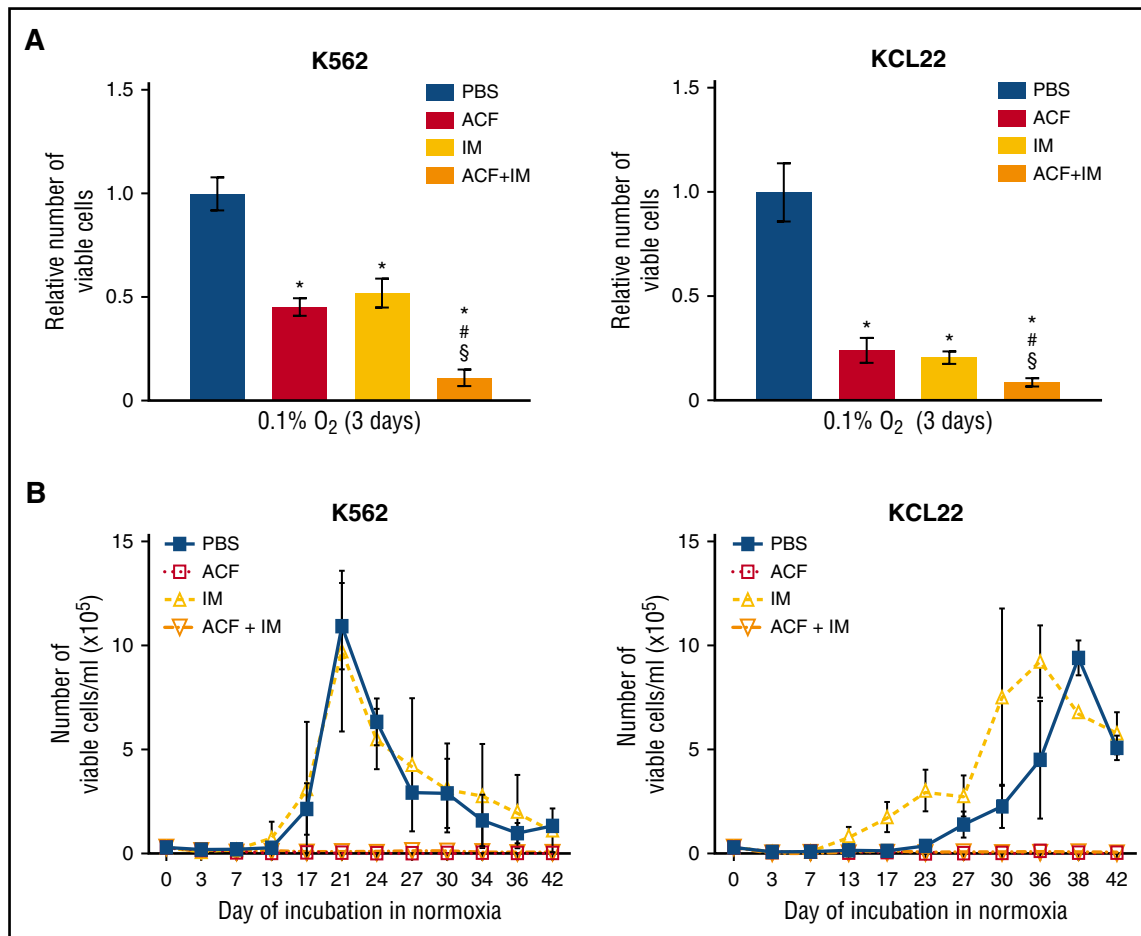 A
K562
Relative number of
viable cells
1.5
1.0
0.5
0
PBS
ACF
IM
ACF+IM
*
*
*
#
§
0.1% O₂ (3 days)
KCL22
Relative number of
viable cells
1.5
1.0
0.5
0
PBS
ACF
IM
ACF+IM
*
*
*
#
§
0.1% O₂ (3 days)
B
K562
Number of
viable cells/ml (x10⁵)
15
10
5
0
PBS
ACF
IM
ACF + IM
0 3 7 13 17 21 24 27 30 34 36 42
Day of incubation in normoxia
KCL22
Number of
viable cells/ml (x10⁵)
15
10
5
0
PBS
ACF
IM
ACF + IM
0 3 7 13 17 23 27 30 36 38 42
Day of incubation in normoxia